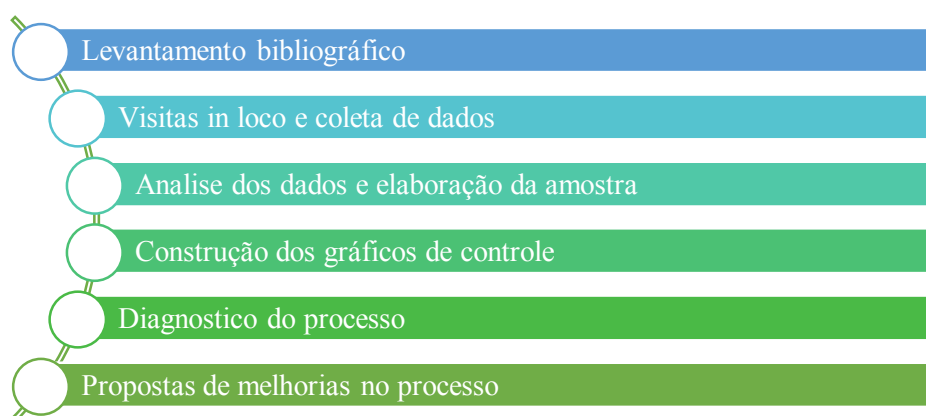 Levantamento bibliográfico
Visitas in loco e coleta de dados
Analise dos dados e elaboração da amostra
Construção dos gráficos de controle
Diagnostico do processo
Propostas de melhorias no processo